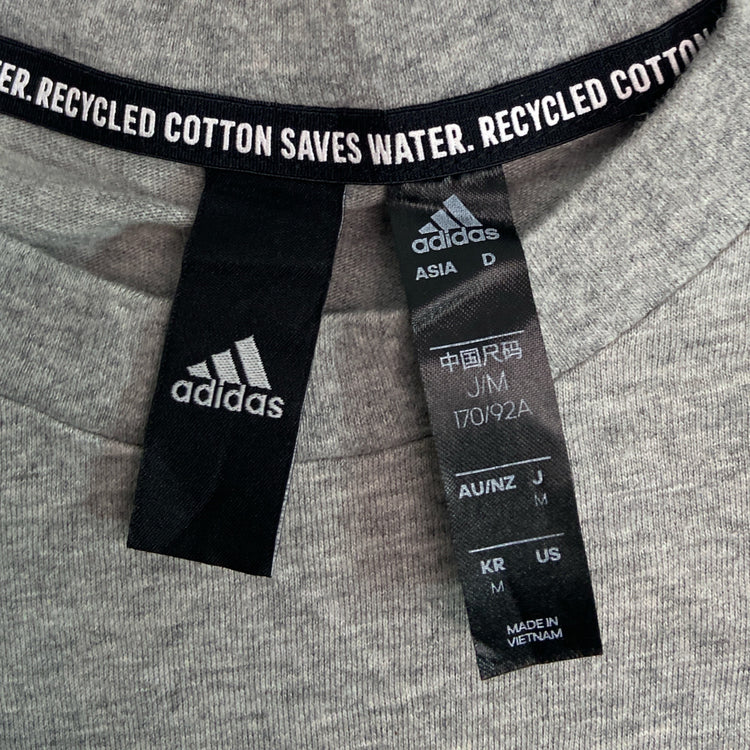 ER. RECYCLED COTTON SAVES WATER. RECYCLED COTTON
adidas
adidas
ASIA D
中国尺码
J/M
170/92A
AU/NZ J
M
KR US
M
MADE IN
VIETNAM